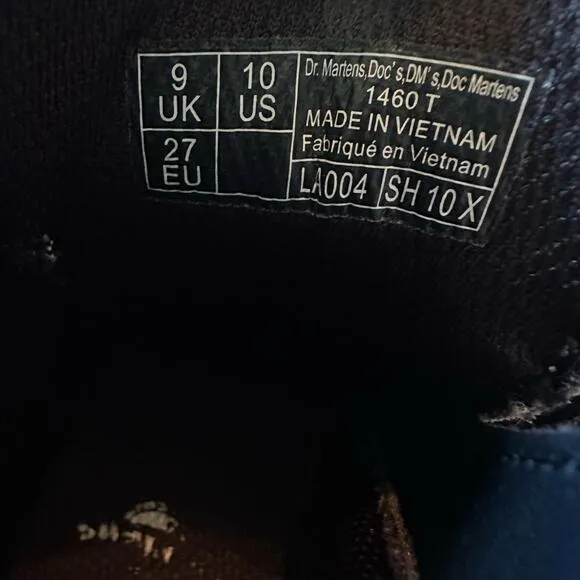 9
UK
10
US
27
EU
Dr. Martens,Doc's,DM's,Doc Martens
1460 T
MADE IN VIETNAM
Fabriqué en Vietnam
LA004
SH 10 X